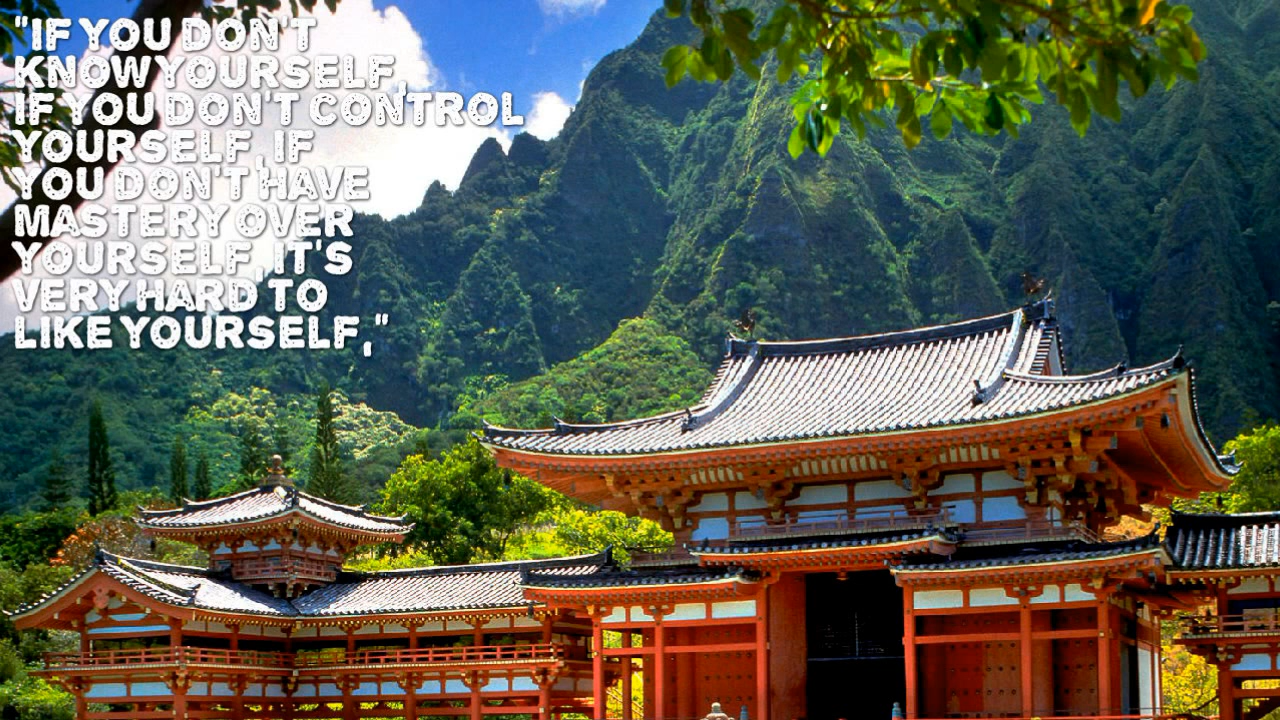 "IF YOU DON'T
KNOW YOURSELF,
IF YOU DON'T CONTROL
YOURSELF, IF
YOU DON'T HAVE
MASTERY OVER
YOURSELF, IT'S
VERY HARD TO
LIKE YOURSELF,"